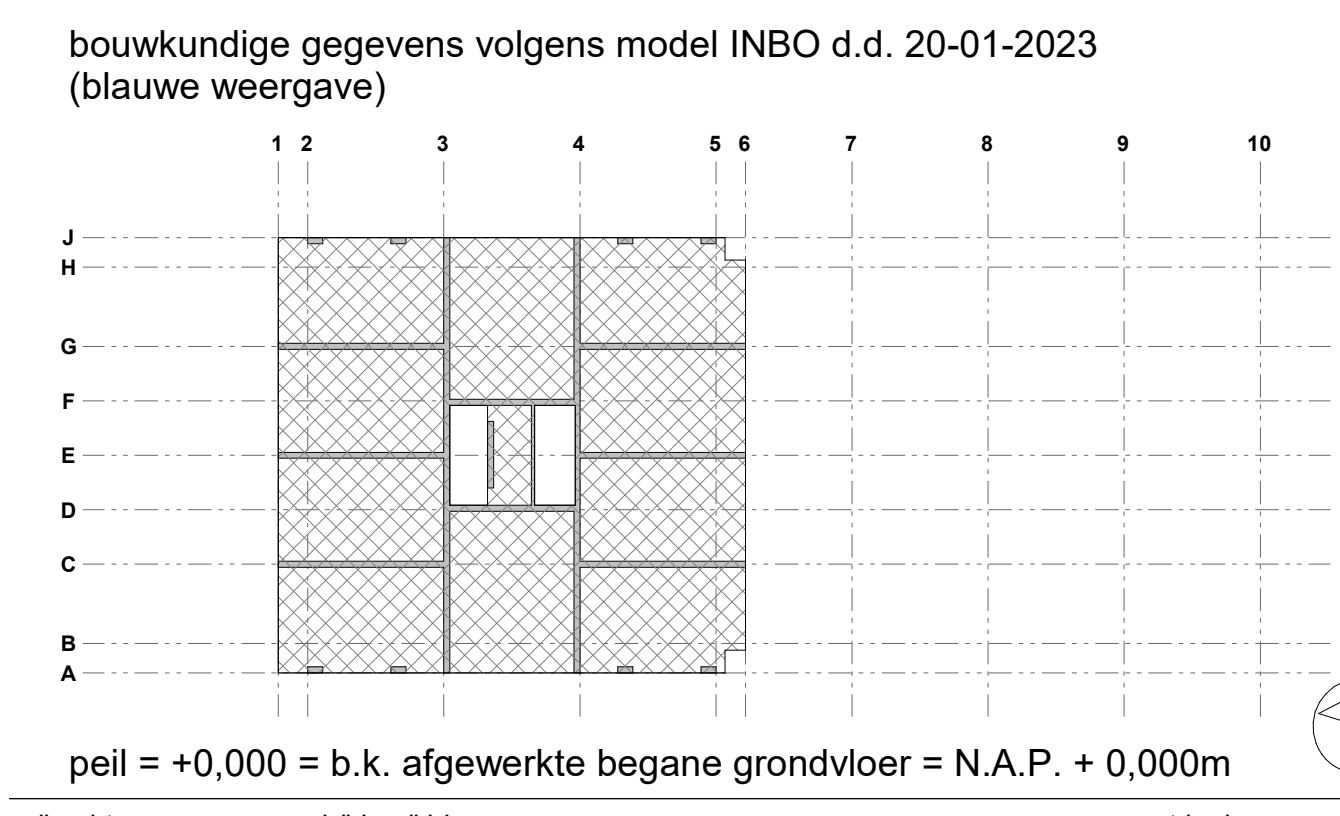 bouwkundige gegevens volgens model INBO d.d. 20-01-2023
(blauwe weergave)
1 2 3 4 5 6 7 8 9 10
J
H
G
F
E
D
C
B
A
peil = +0,000 = b.k. afgewerkte begane grondvloer = N.A.P. + 0,000m